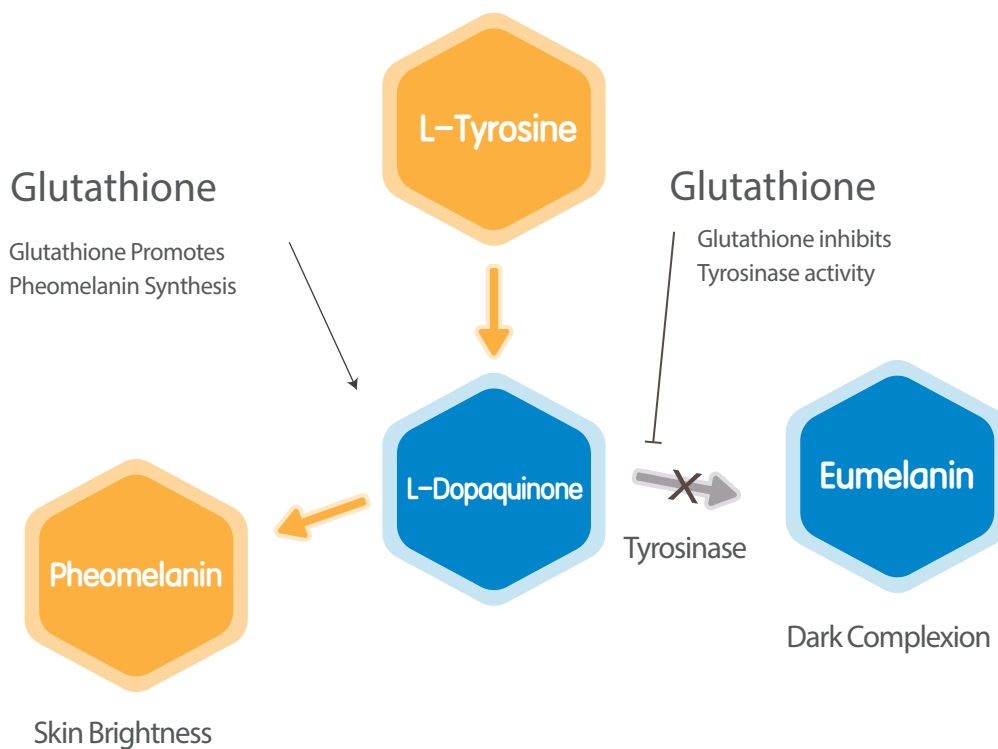 L-Tyrosine
Glutathione
Glutathione Promotes
Pheomelanin Synthesis
Glutathione
Glutathione inhibits
Tyrosinase activity
L-Dopaquinone
X
Tyrosinase
Eumelanin
Dark Complexion
Pheomelanin
Skin Brightness